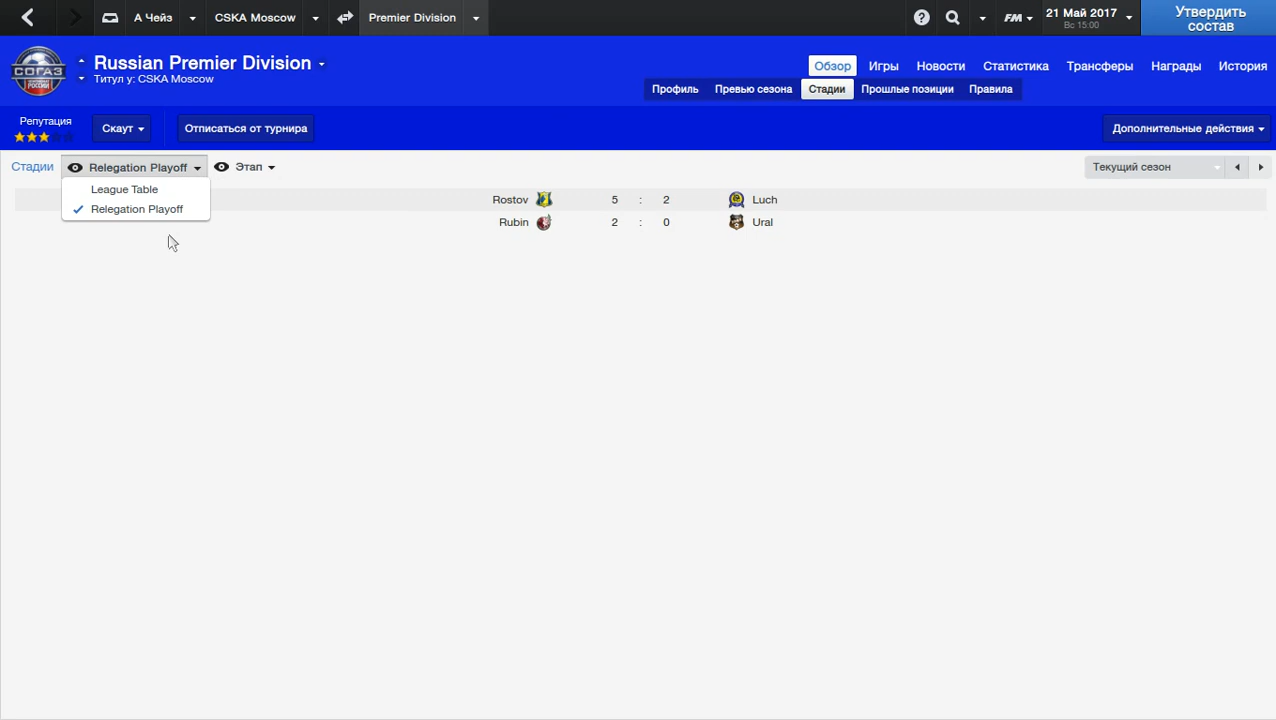 А Чейз CSKA Moscow Premier Division ? FM 21 Май 2017 Вс 15:00 Утвердить состав
СОГАЗ РОССИИ
Russian Premier Division
Титул у: CSKA Moscow
Обзор Игры Новости Статистика Трансферы Награды История
Профиль Превью сезона Стадии Прошлые позиции Правила
Репутация
Скаут Отписаться от турнира Дополнительные действия
Стадии Relegation Playoff Этап Текущий сезон
League Table
Relegation Playoff
Rostov 5 : 2 Luch
Rubin 2 : 0 Ural